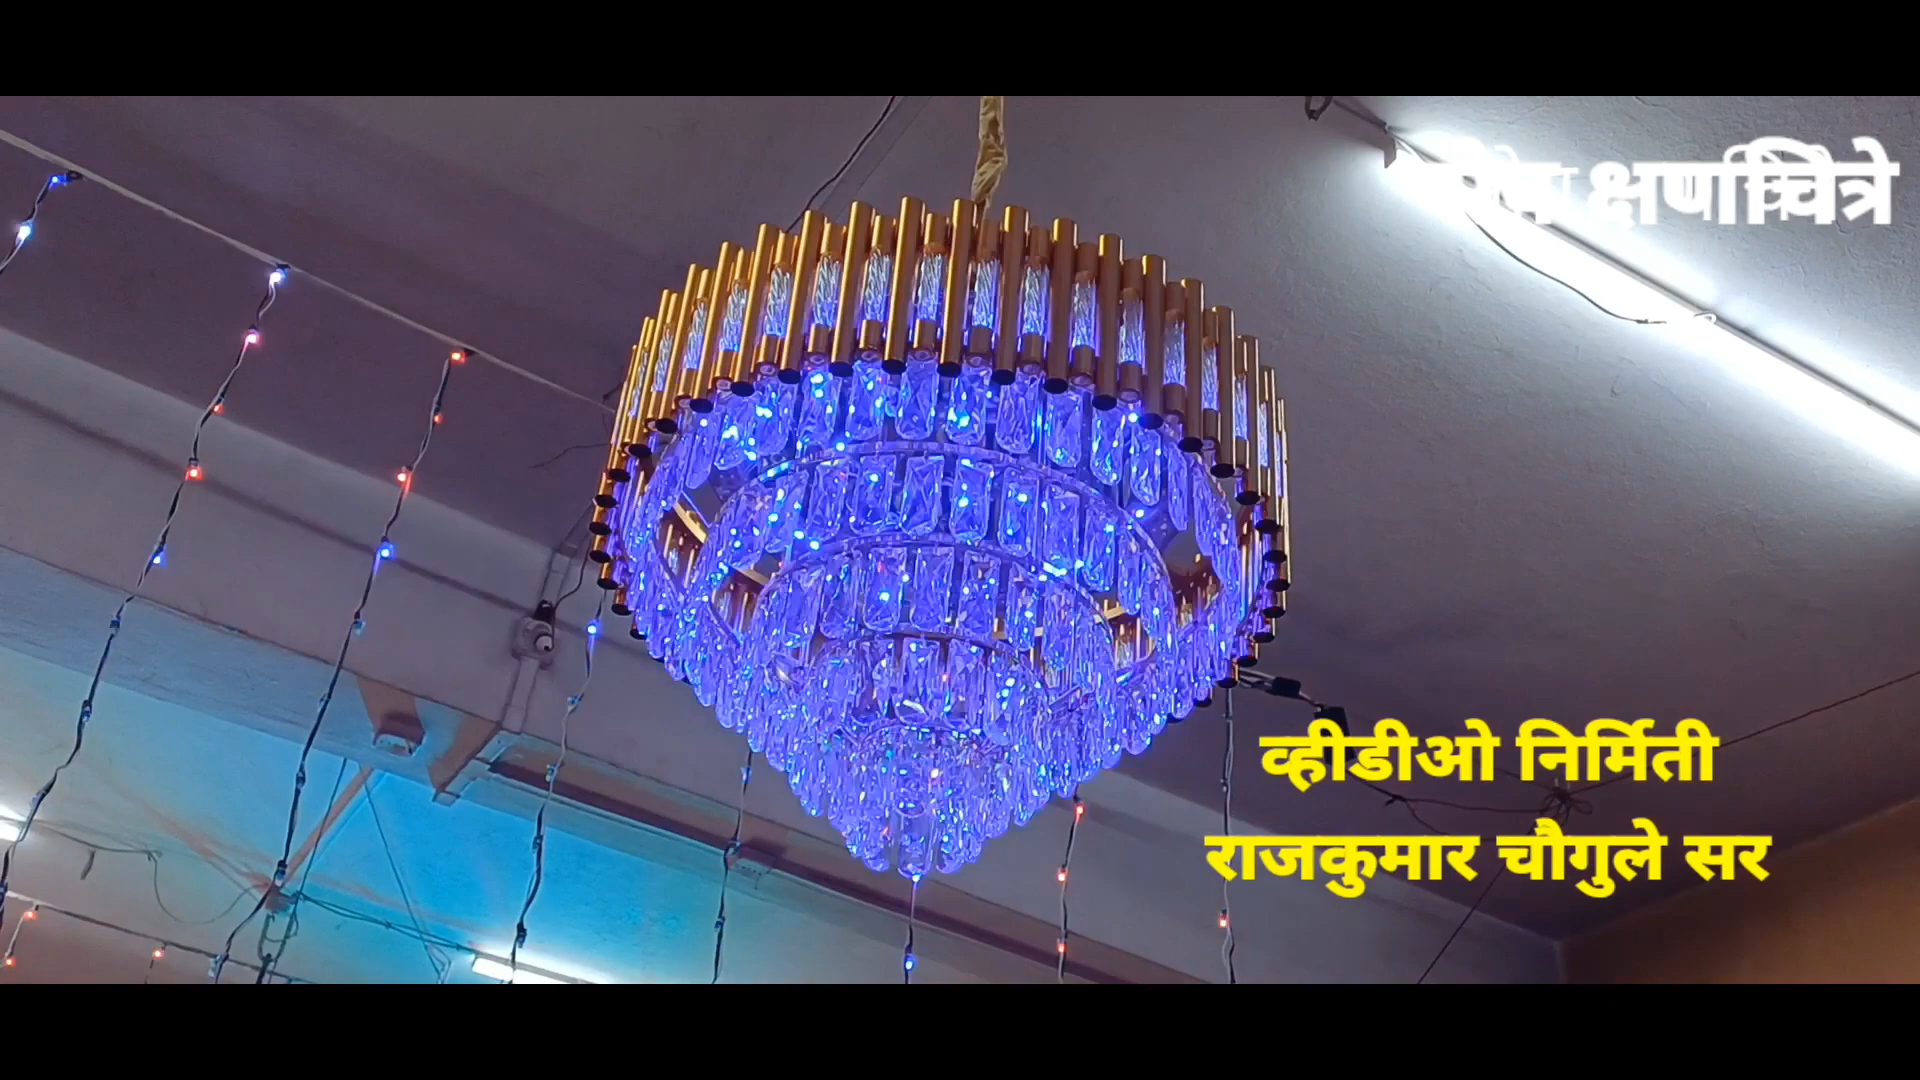 क्षणचित्रे
व्हीडीओ निर्मिती
राजकुमार चौगुले सर